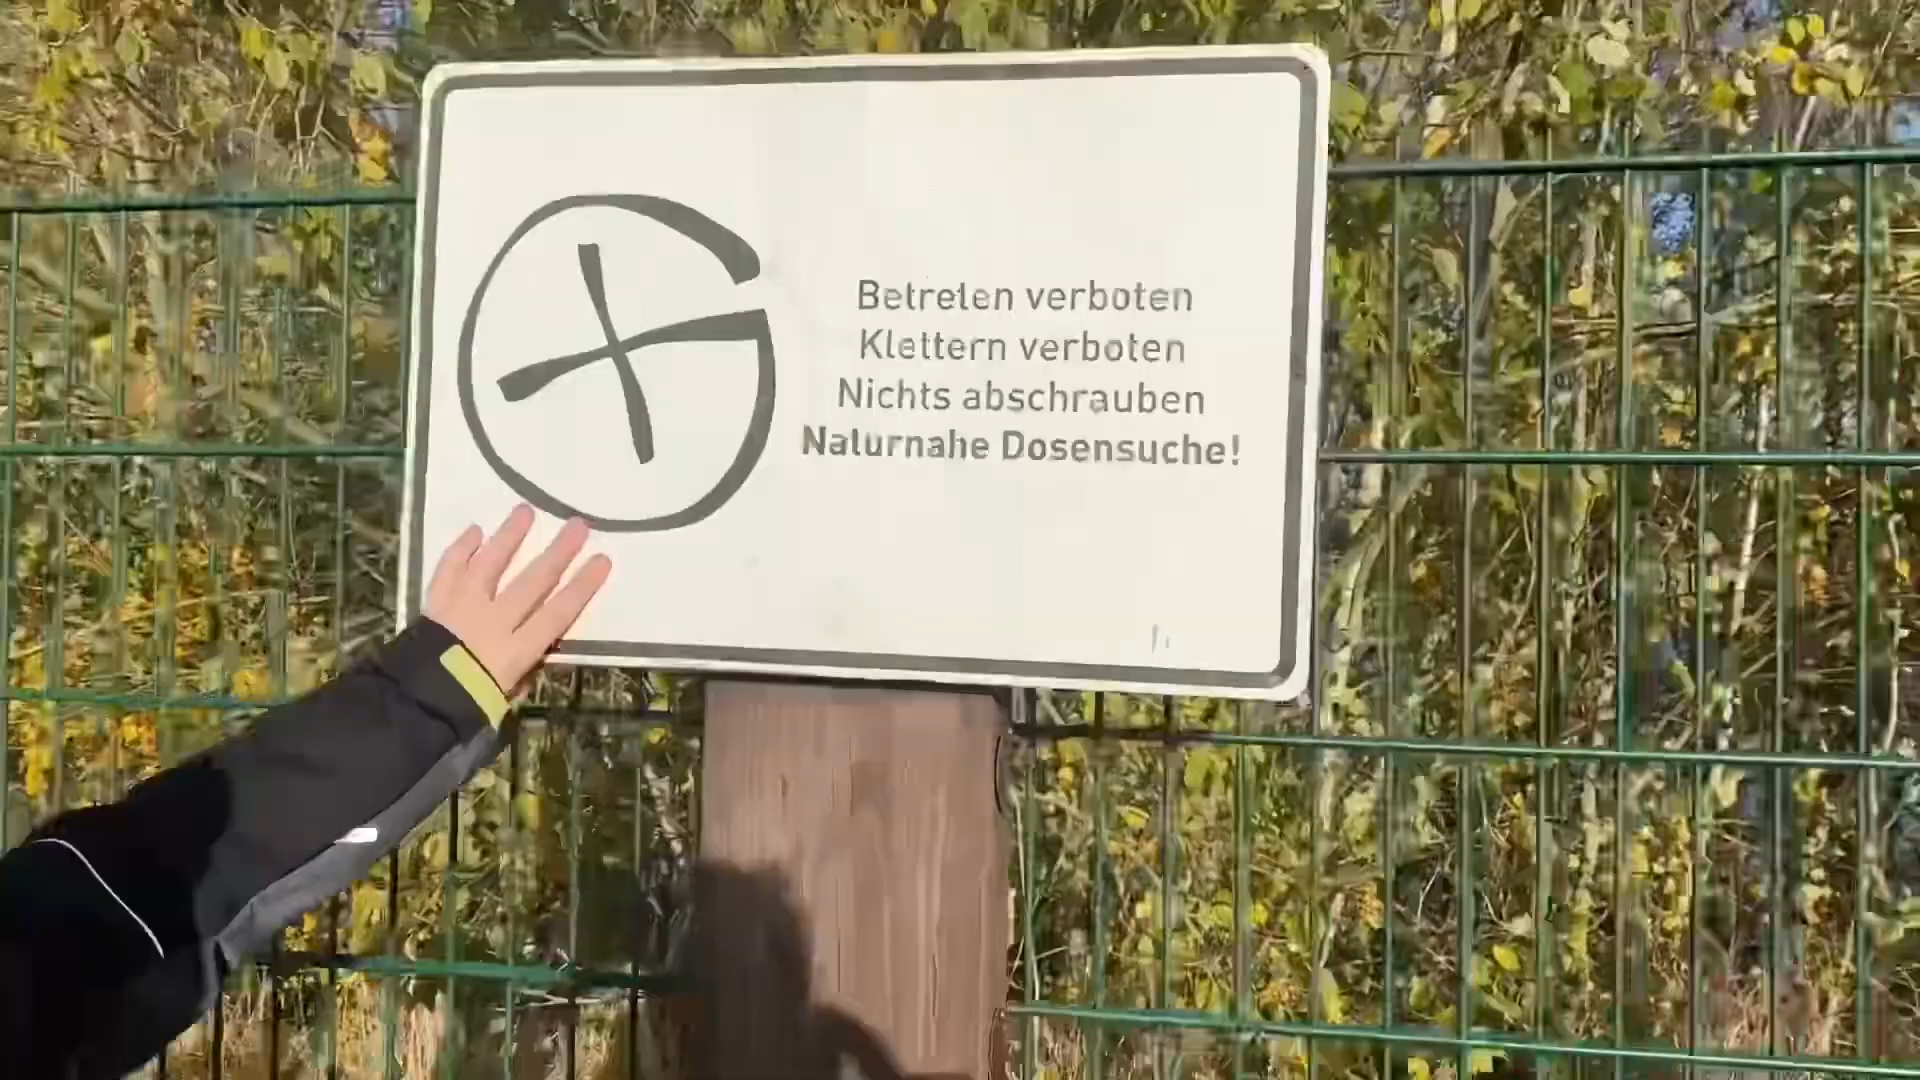 Betreten verboten
Klettern verboten
Nichts abschrauben
Naturnahe Dosensuche!